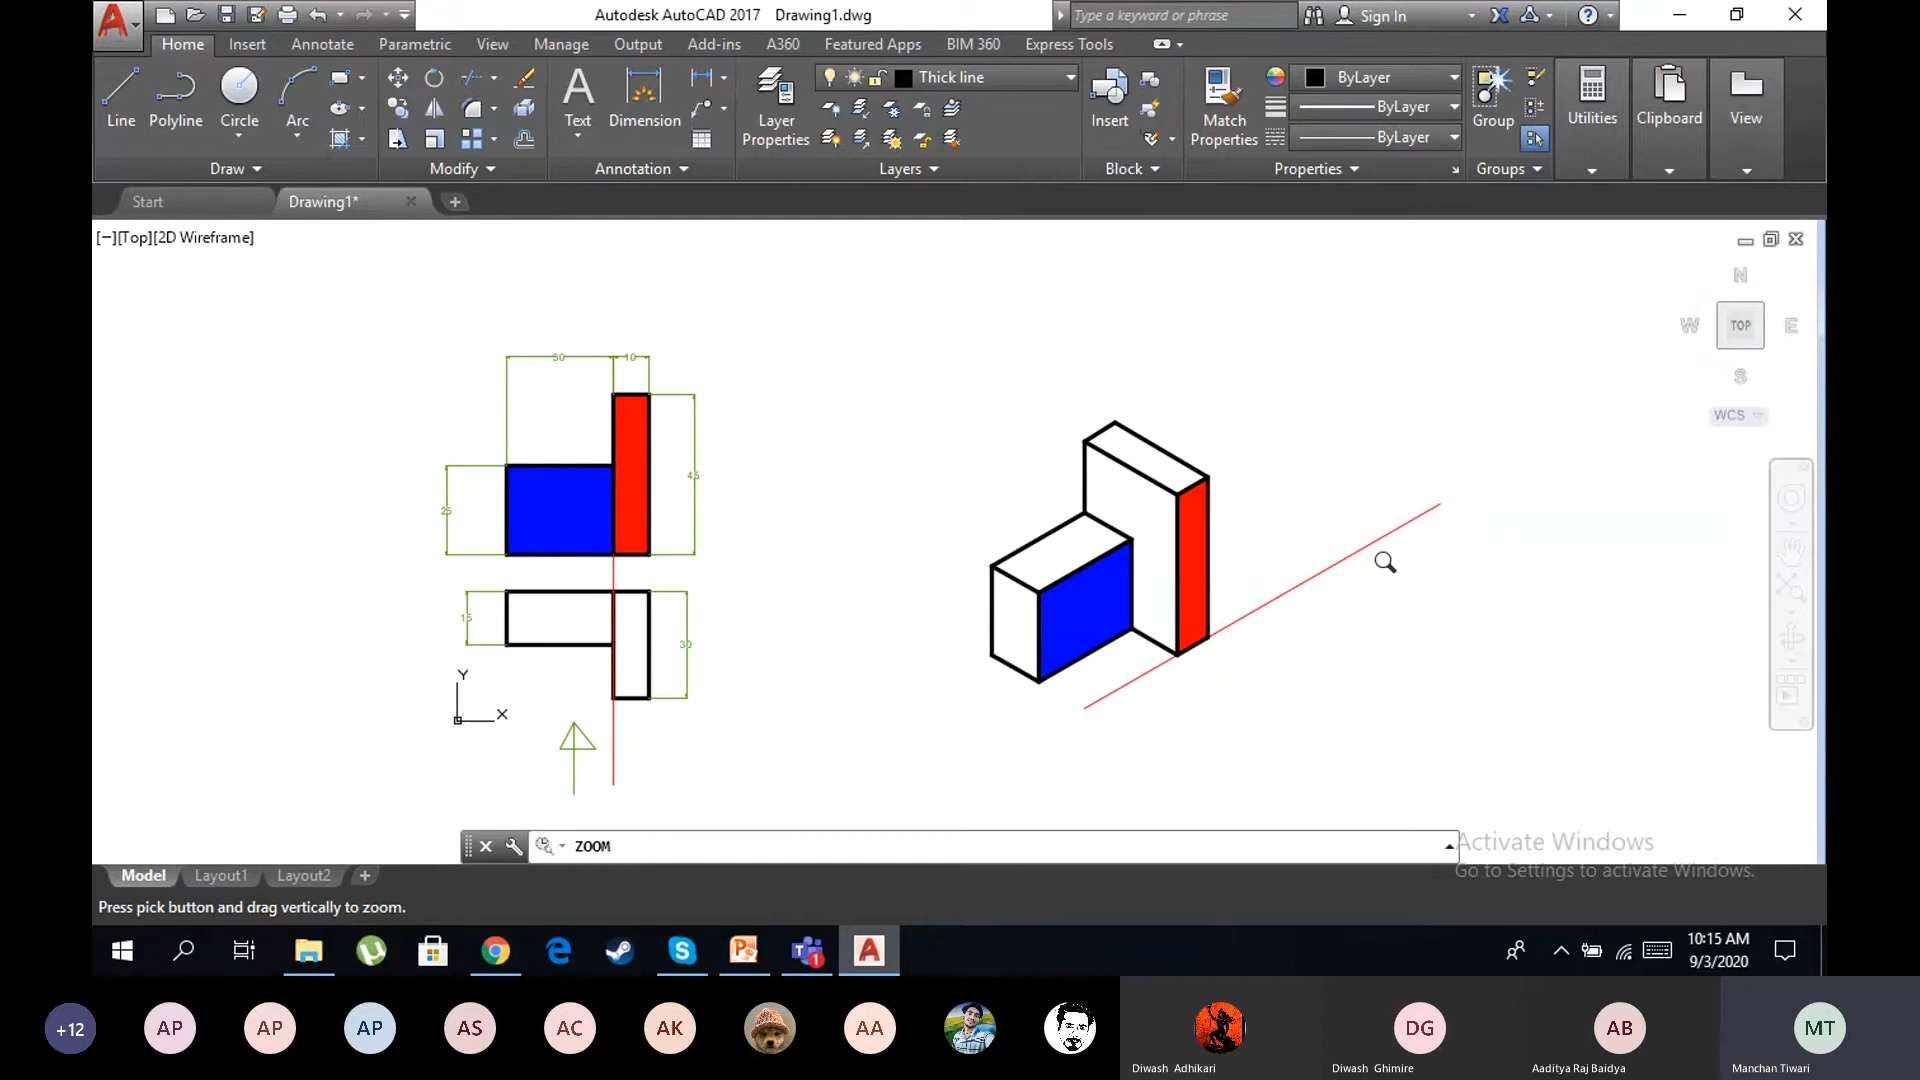 Autodesk AutoCAD 2017 Drawing1.dwg
Type a keyword or phrase
Sign In
Home Insert Annotate Parametric View Manage Output Add-ins A360 Featured Apps BIM 360 Express Tools
Thick line
ByLayer
Line Polyline Circle Arc
Text Dimension
Layer Properties
Insert
Match Properties
ByLayer
ByLayer
Group
Utilities
Clipboard
View
Draw Modify Annotation Layers Block Properties Groups
Start Drawing1*
[−][Top][2D Wireframe]
N
W TOP E
S
WCS
30 10
45
25
15
30
Y
X
ZOOM
Activate Windows
Go to Settings to activate Windows.
Model Layout1 Layout2
Press pick button and drag vertically to zoom.
1
10:15 AM
9/3/2020
+12 AP AP AP AS AC AK AA DG AB MT
Diwash Adhikari Diwash Ghimire Aaditya Raj Baidya Manchan Tiwari